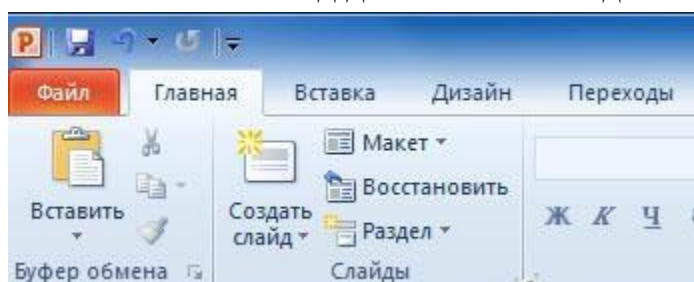 P
Файл Главная Вставка Дизайн Переходы
Макет
Восстановить
Вставить
Создать слайд
Раздел
Ж К Ч
Буфер обмена Слайды